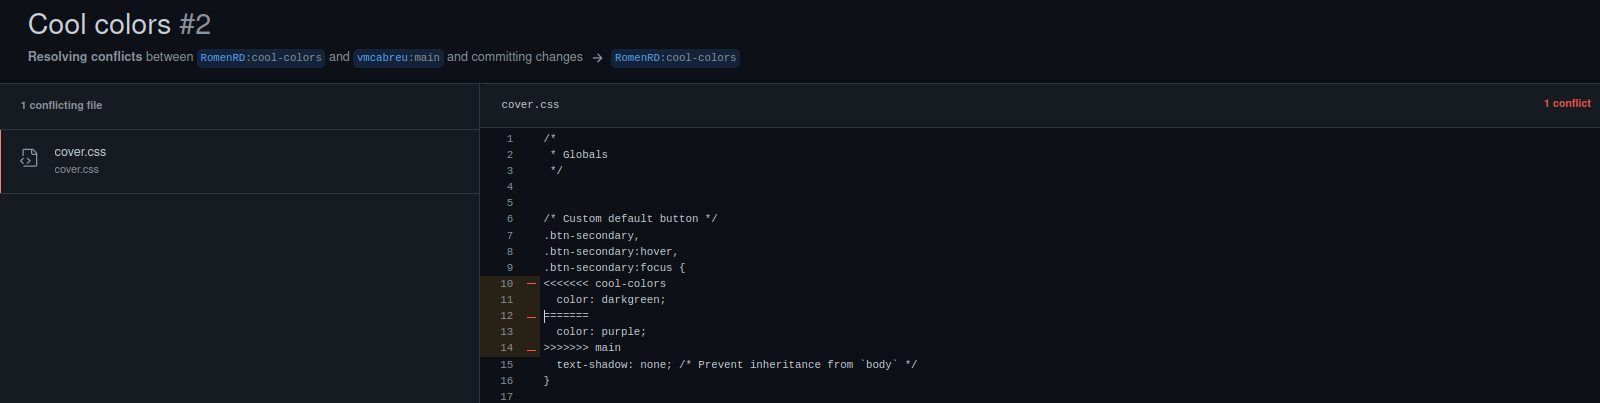 Cool colors #2
Resolving conflicts between RomenRD:cool-colors and vmcabreu:main and committing changes → RomenRD:cool-colors
1 conflicting file
cover.css
cover.css
cover.css
1 conflict
1 /*
2  * Globals
3  */
4
5
6 /* Custom default button */
7 .btn-secondary,
8 .btn-secondary:hover,
9 .btn-secondary:focus {
10 <<<<<<< cool-colors
11   color: darkgreen;
12 =======
13   color: purple;
14 >>>>>>> main
15   text-shadow: none; /* Prevent inheritance from `body` */
16 }
17